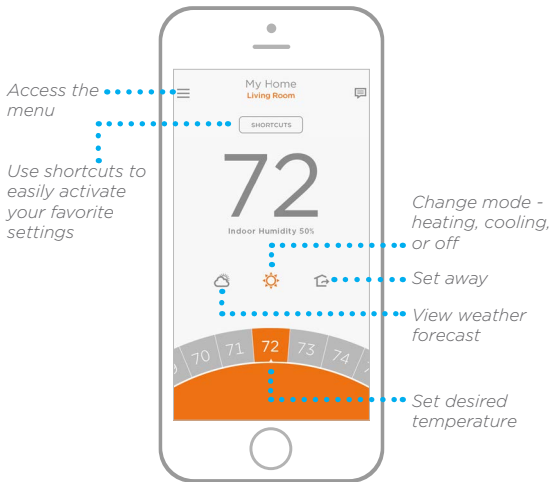 Access the
menu
Use shortcuts to
easily activate
your favorite
settings
My Home
Living Room
SHORTCUTS
72
Indoor Humidity 50%
70 71 72 73 74
Change mode -
heating, cooling,
or off
Set away
View weather
forecast
Set desired
temperature